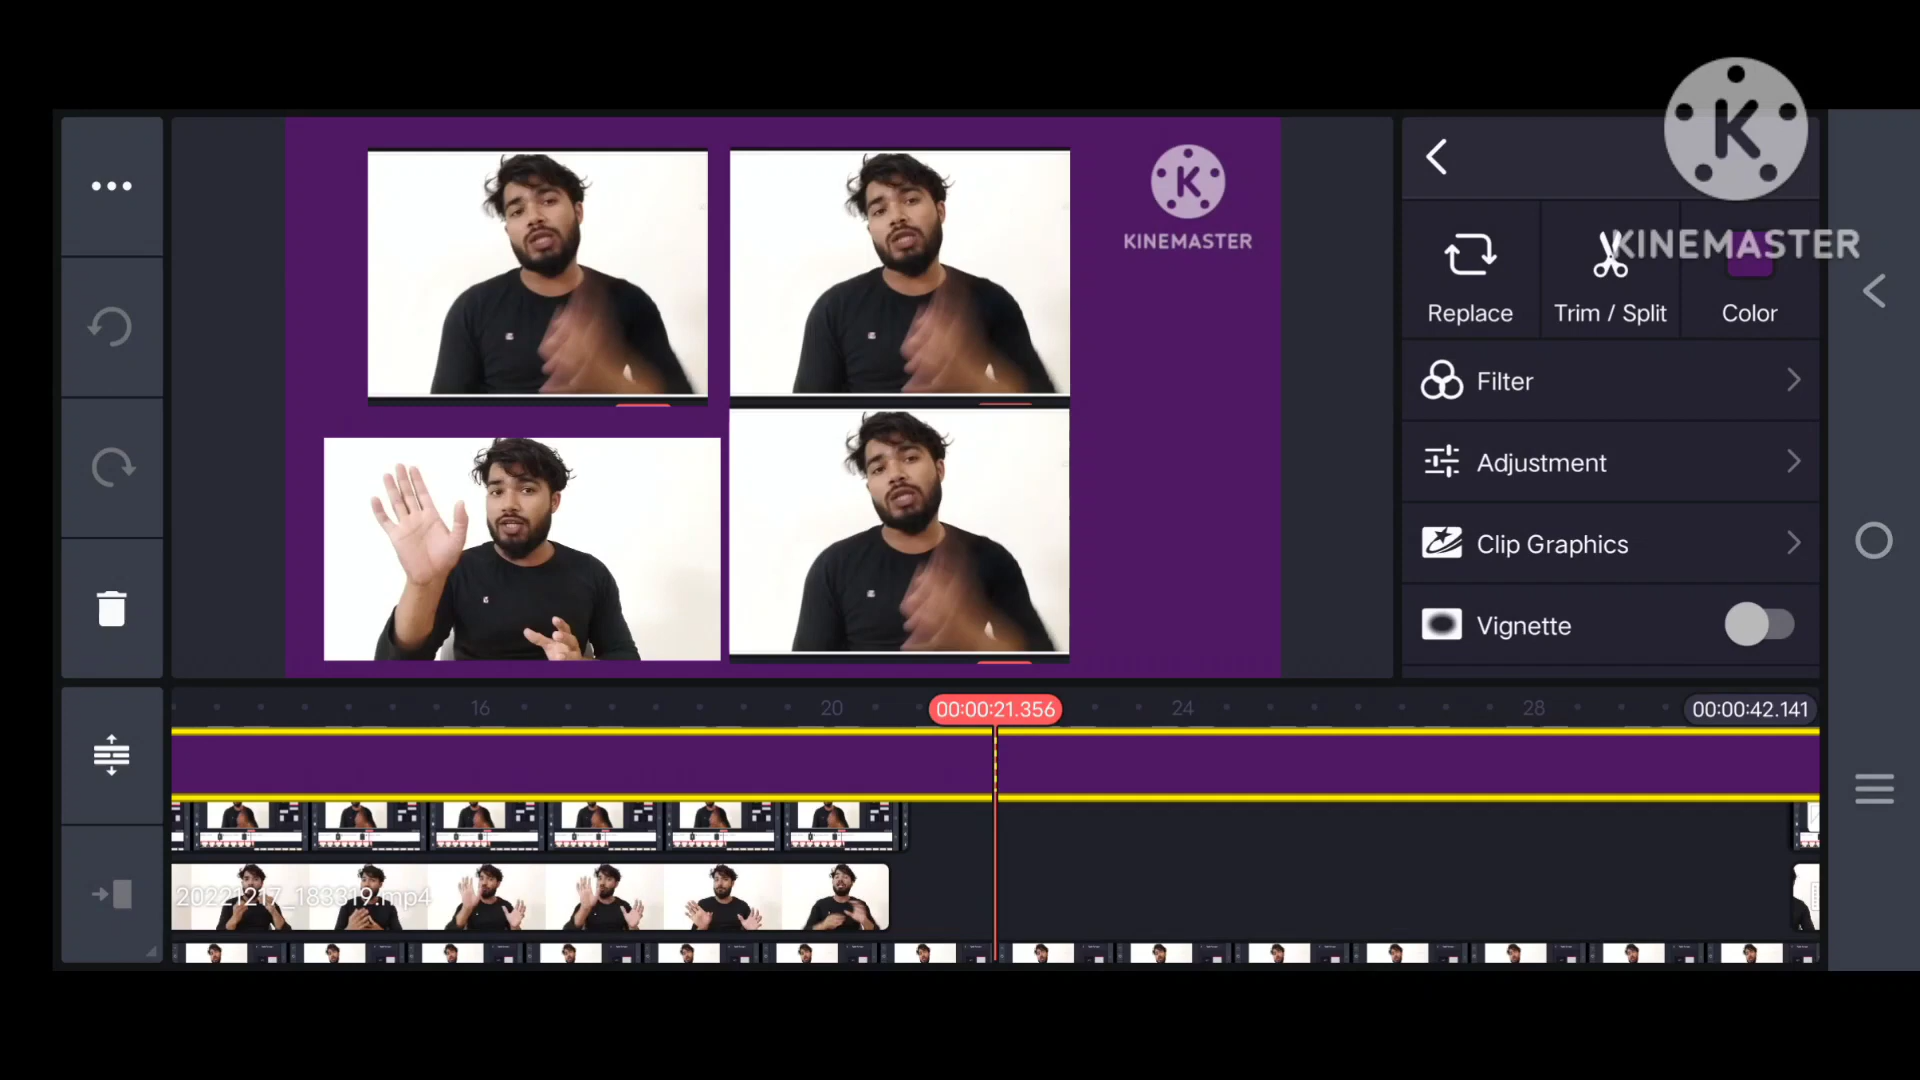 K
KINEMASTER
K
KINEMASTER
Replace
Trim / Split
Color
Filter
Adjustment
Clip Graphics
Vignette
16
20
00:00:21.356
24
28
00:00:42.141
20221217_183319.mp4